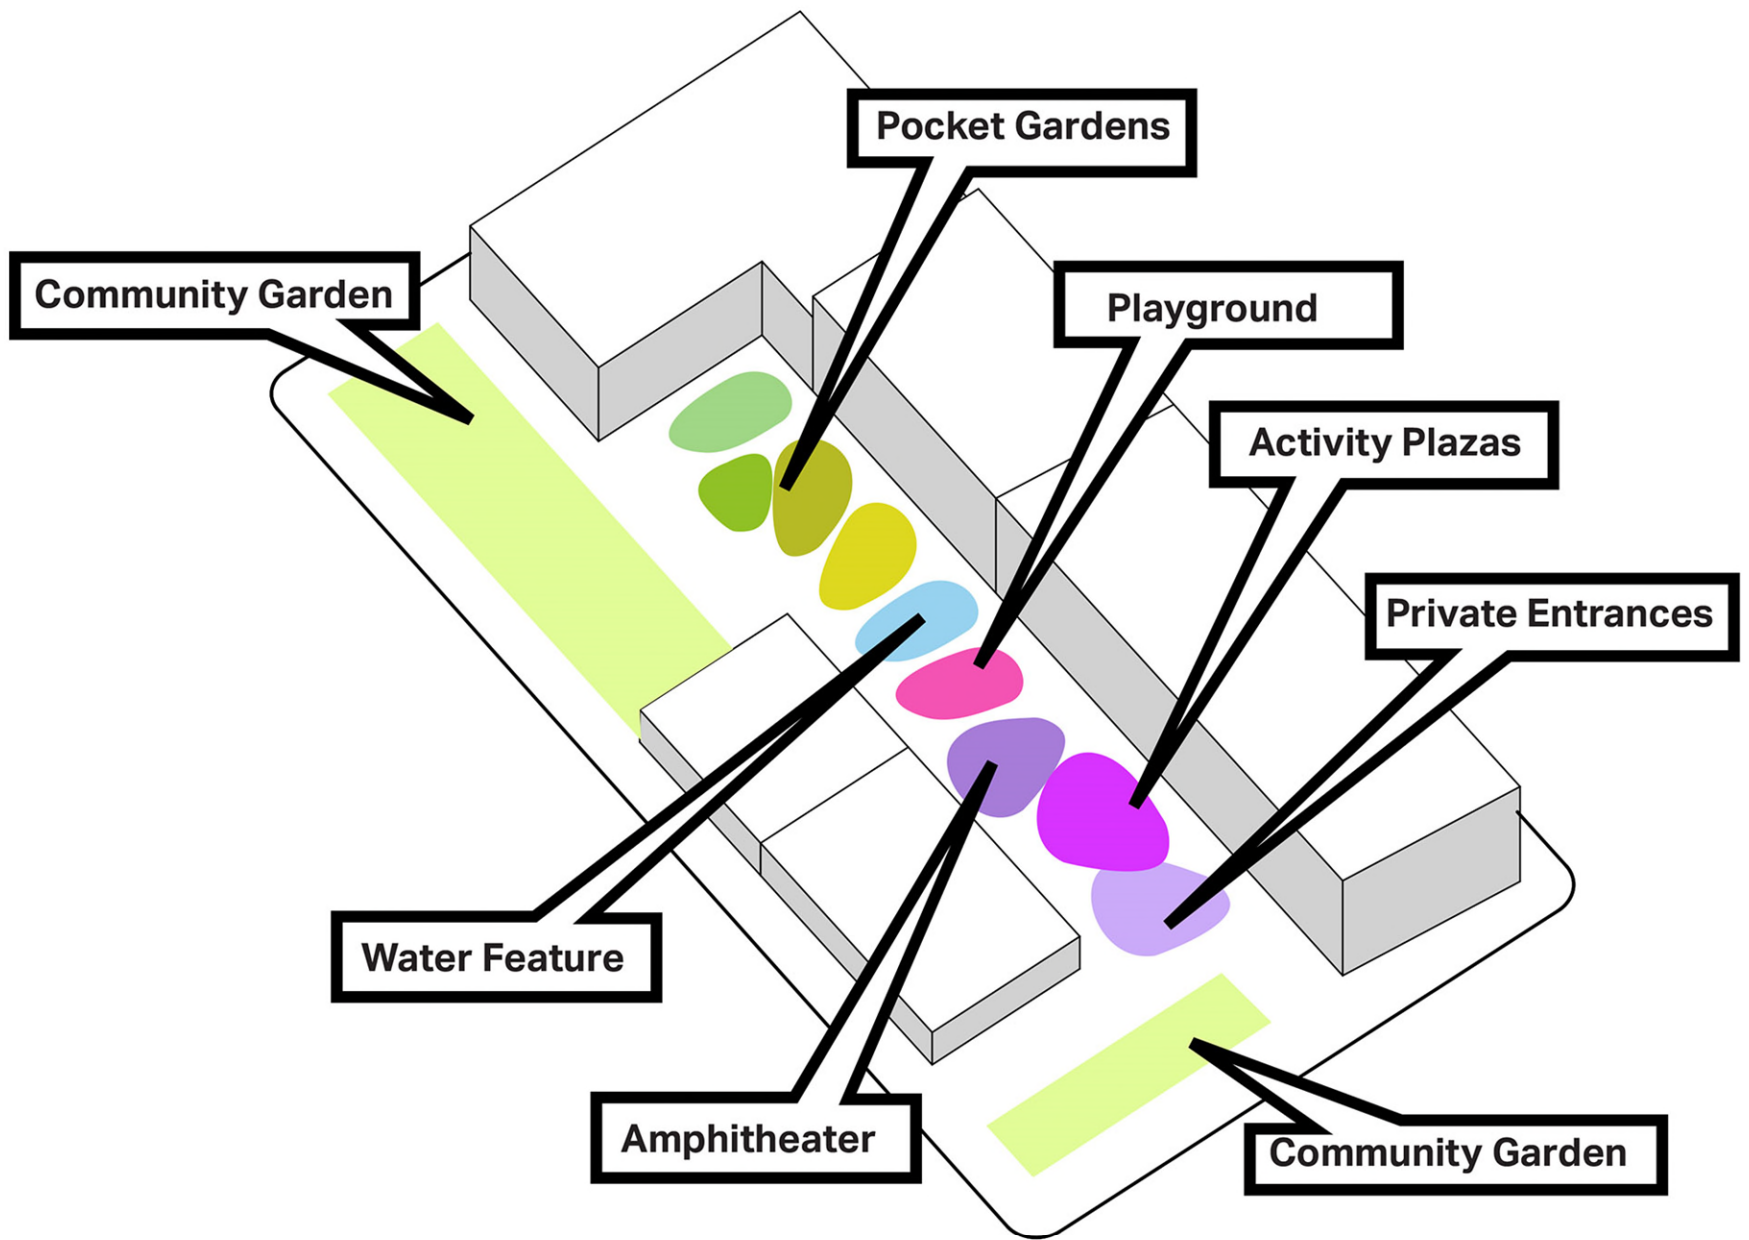 Pocket Gardens
Community Garden
Playground
Activity Plazas
Private Entrances
Water Feature
Amphitheater
Community Garden